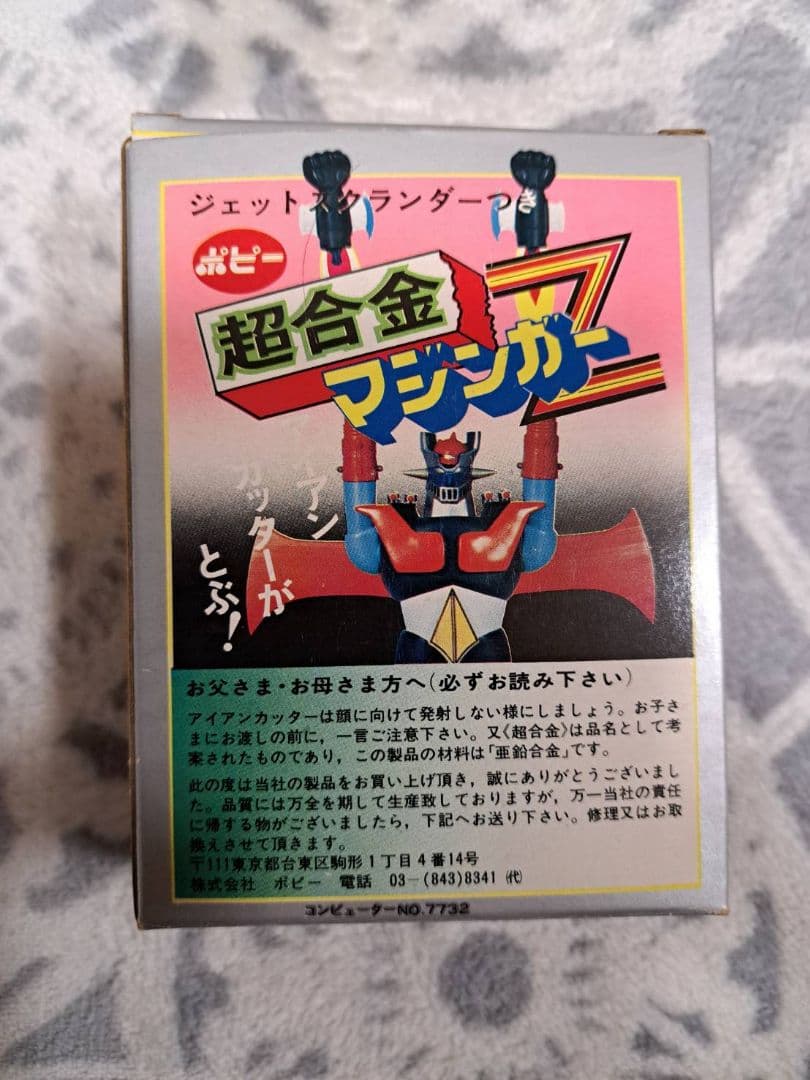 ジェットスクランダーつき
ポピー
超合金
マジンガーZ
アイアン
カッターが
とぶ!
お父さま・お母さま方へ(必ずお読み下さい)
アイアンカッターは顔に向けて発射しない様にしましょう。お子さ
まにお渡しの前に,一言ご注意下さい。又《超合金》は品名として考
案されたものであり,この製品の材料は「亜鉛合金」です。
此の度は当社の製品をお買い上げ頂き,誠にありがとうございまし
た。品質には万全を期して生産致しておりますが,万一当社の責任
に帰する物がございましたら,下記へお送り下さい。修理又はお取
換えさせて頂きます。
〒111東京都台東区駒形1丁目4番14号
株式会社 ポピー 電話 03-(843)8341 ㈹
コンピューターNO.7732